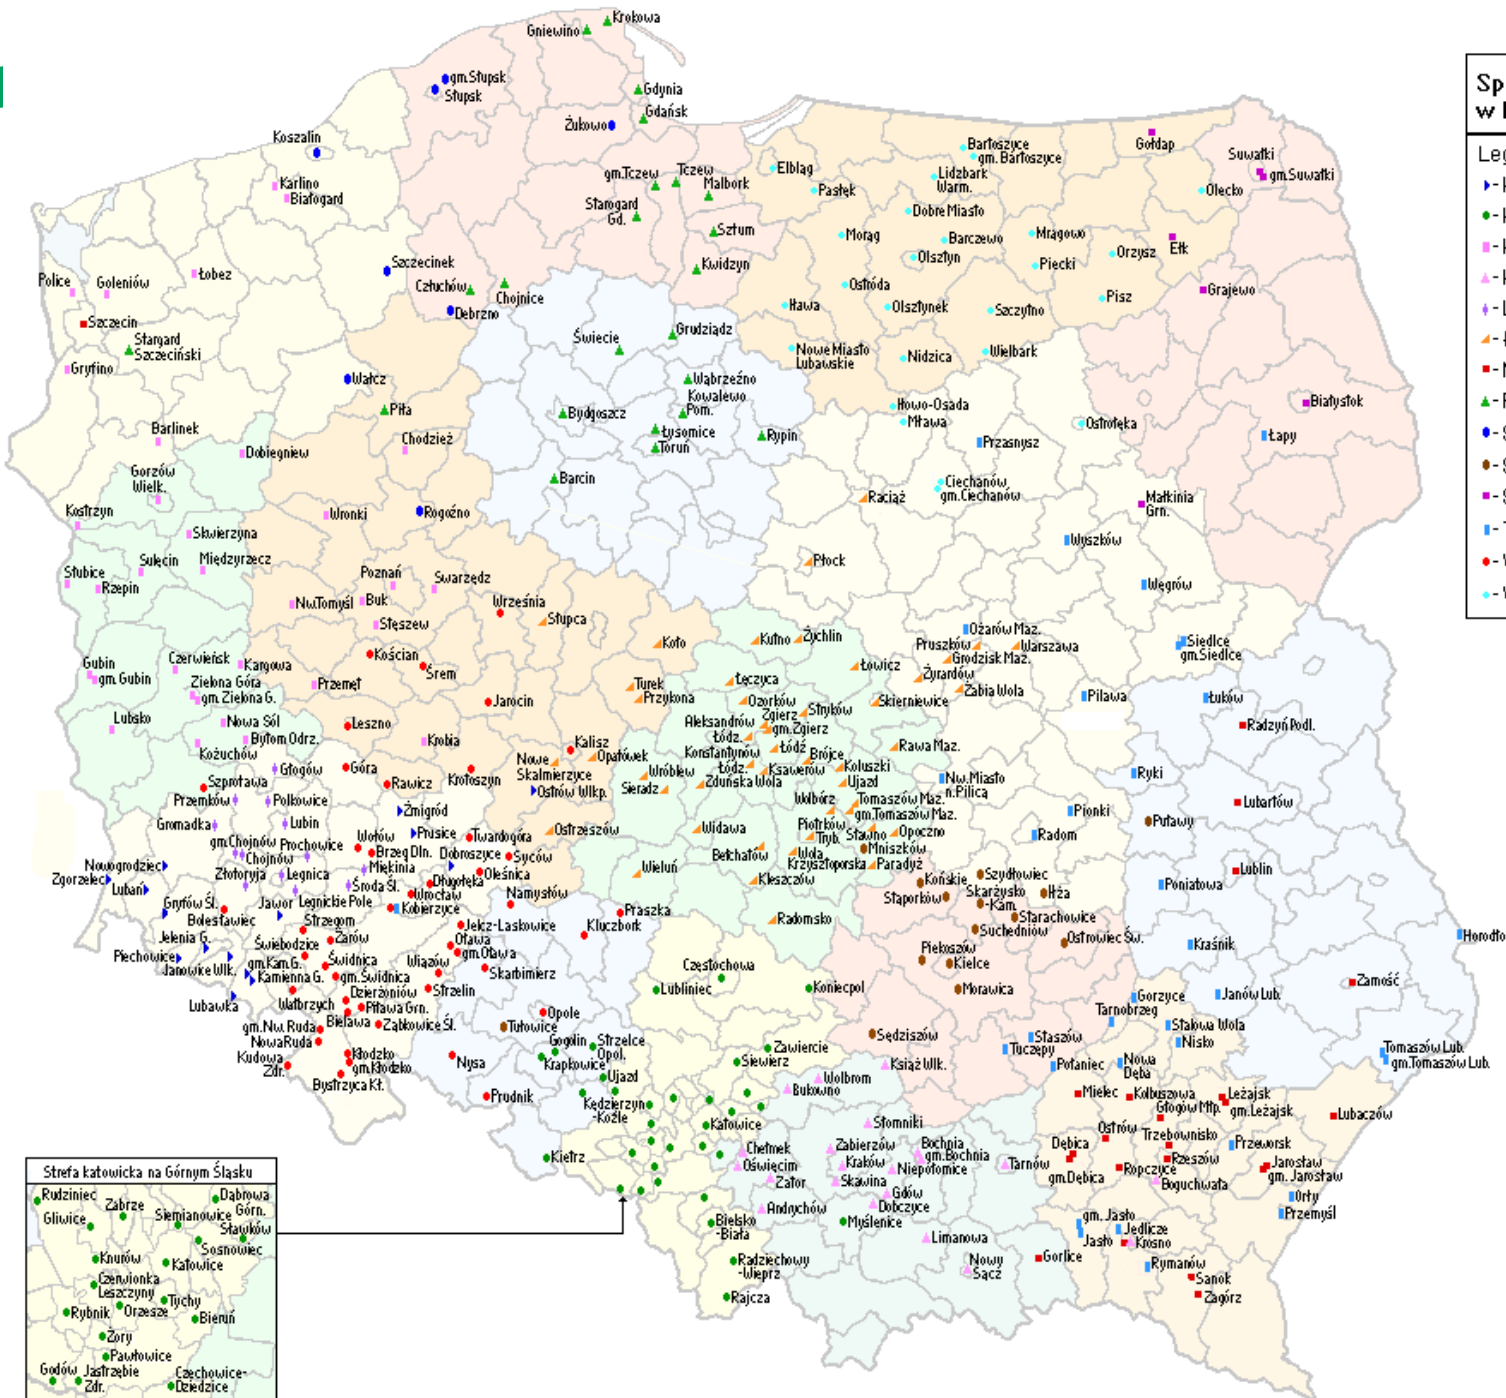 Krokowa
Gniewino
gm.Słupsk
Słupsk
Gdynia
Gdańsk
Żukowo
Koszalin
Karlino
Białogard
gm.Tczew
Tczew
Malbork
Starogard
Gd.
Sztum
Kwidzyn
Szczecinek
Człuchów
Chojnice
Debrzno
Police
Goleniów
Łobez
Szczecin
Stargard
Szczeciński
Gryfino
Wałcz
Piła
Barlinek
Dobiegniew
Chodzież
Świecie
Grudziądz
Wąbrzeźno
Kowalewo
Pom.
Bydgoszcz
Łysomice
Toruń
Rypin
Barcin
Elbląg
Pasłęk
Bartoszyce
gm. Bartoszyce
Lidzbark
Warm.
Dobre Miasto
Morąg
Barczewo
Mrągowo
Olsztyn
Piecki
Orzysz
Ostróda
Iława
Olsztynek
Szczytno
Pisz
Nowe Miasto
Lubawskie
Nidzica
Wielbark
Gołdap
Suwałki
gm.Suwałki
Olecko
Ełk
Grajewo
Białystok
Łapy
Iłowo-Osada
Mława
Przasnysz
Ostrołęka
Ciechanów
gm.Ciechanów
Raciąż
Małkinia
Grn.
Płock
Wyszków
Węgrów
Ożarów Maz.
Pruszków
Warszawa
Grodzisk Maz.
Żyrardów
Żabia Wola
Siedlce
gm.Siedlce
Pilawa
Gorzów
Wielk.
Kostrzyn
Skwierzyna
Sulęcin
Międzyrzecz
Słubice
Rzepin
Wronki
Rogoźno
Poznań
Swarzędz
Nw.Tomyśl
Buk
Stęszew
Września
Słupca
Kościan
Śrem
Koło
Gubin
gm. Gubin
Czerwieńsk
Kargowa
Zielona Góra
gm. Zielona G.
Przemęt
Lubsko
Nowa Sól
Bytom Odrz.
Kożuchów
Leszno
Jarocin
Turek
Przykona
Krobia
Kalisz
Opatówek
Nowe
Skalmierzyce
Ostrów Wlkp.
Głogów
Góra
Rawicz
Krotoszyn
Szprotawa
Przemków
Polkowice
Żmigród
Gromadka
Lubin
Prusice
Ostrzeszów
Kutno
Żychlin
Łowicz
Łęczyca
Ozorków
Stryków
Skierniewice
Aleksandrów
Łódz.
Zgierz
gm.Zgierz
Konstantynów
Łódz.
Łódź
Brójce
Rawa Maz.
Ksawerów
Koluszki
Ujazd
Wróblew
Zduńska Wola
Sieradz
Wolbórz
Tomaszów Maz.
gm.Tomaszów Maz.
Widawa
Piotrków
Tryb.
Sławno
Opoczno
Mniszków
Bełchatów
Wola
Krzysztoporska
Paradyż
Wieluń
Kleszczów
Radomsko
Nw.Miasto
n.Pilicą
Pionki
Radom
Łuków
Radzyń Podl.
Ryki
Lubartów
Puławy
Lublin
Poniatowa
Kraśnik
Horodło
Zamość
Janów Lub.
Tomaszów Lub.
gm.Tomaszów Lub.
Końskie
Szydłowiec
Skarżysko
-Kam.
Iłża
Stąporków
Starachowice
Suchedniów
Ostrowiec Św.
Piekoszów
Kielce
Morawica
Sędziszów
Staszów
Tuczępy
Połaniec
gm.Chojnów
Chojnów
Prochowice
Wołów
Brzeg Dln.
Twardogóra
Dobroszyce
Syców
Nowogrodziec
Zgorzelec
Lubań
Złotoryja
Legnica
Miękinia
Środa Śl.
Oleśnica
Długołęka
Wrocław
Namysłów
Gryfów Śl.
Bolesławiec
Jawor
Legnickie Pole
Kobierzyce
Strzegom
Jelcz-Laskowice
Jelenia G.
Świebodzice
Żarów
Oława
gm.Oława
Piechowice
Janowice Wlk.
gm.Kam.G.
Kamienna G.
Świdnica
gm.Świdnica
Wiązów
Skarbimierz
Lubawka
Wałbrzych
Dzierżoniów
Strzelin
Piława Grn.
Bielawa
Ząbkowice Śl.
gm.Nw. Ruda
Nowa Ruda
Kudowa
Zdr.
Kłodzko
gm.Kłodzko
Bystrzyca Kł.
Praszka
Kluczbork
Opole
Tułowice
Nysa
Prudnik
Gogolin
Krapkowice
Strzelce
Opol.
Ujazd
Kędzierzyn
-Koźle
Kietrz
Częstochowa
Lubliniec
Koniecpol
Zawiercie
Siewierz
Katowice
Bielsko
-Biała
Radziechowy
-Wieprz
Rajcza
Książ Wlk.
Wolbrom
Bukowno
Słomniki
Chełmek
Oświęcim
Zator
Andrychów
Zabierzów
Kraków
Skawina
Bochnia
gm.Bochnia
Niepołomice
Gdów
Dobczyce
Myślenice
Tarnów
Limanowa
Nowy
Sącz
Gorlice
Gorzyce
Tarnobrzeg
Stalowa Wola
Nisko
Nowa
Dęba
Mielec
Kolbuszowa
Głogów Młp.
Leżajsk
gm.Leżajsk
Lubaczów
Ostrów
Trzebownisko
Dębica
gm.Dębica
Ropczyce
Rzeszów
Boguchwała
Przeworsk
Jarosław
gm. Jarosław
Orły
Przemyśl
gm. Jasło
Jasło
Jedlicze
Krosno
Rymanów
Sanok
Zagórz
Strefa katowicka na Górnym Śląsku
Rudziniec
Zabrze
Dąbrowa
Górn.
Gliwice
Siemianowice
Sławków
Sosnowiec
Knurów
Katowice
Czerwionka
Leszczyny
Tychy
Rybnik
Orzesze
Bieruń
Żory
Pawłowice
Godów
Jastrzębie
Zdr.
Czechowice-
Dziedzice
Sp
w
Leg